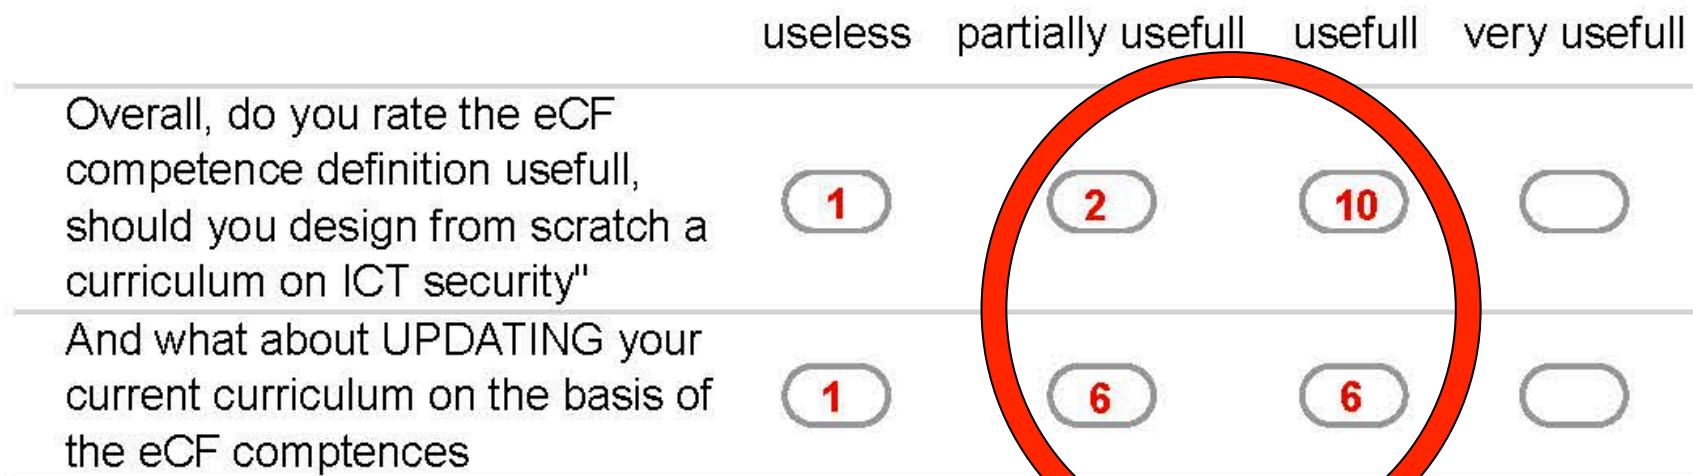 useless partially usefull usefull very usefull
Overall, do you rate the eCF
competence definition usefull,
should you design from scratch a
curriculum on ICT security"
1 2 10
And what about UPDATING your
current curriculum on the basis of
the eCF comptences
1 6 6